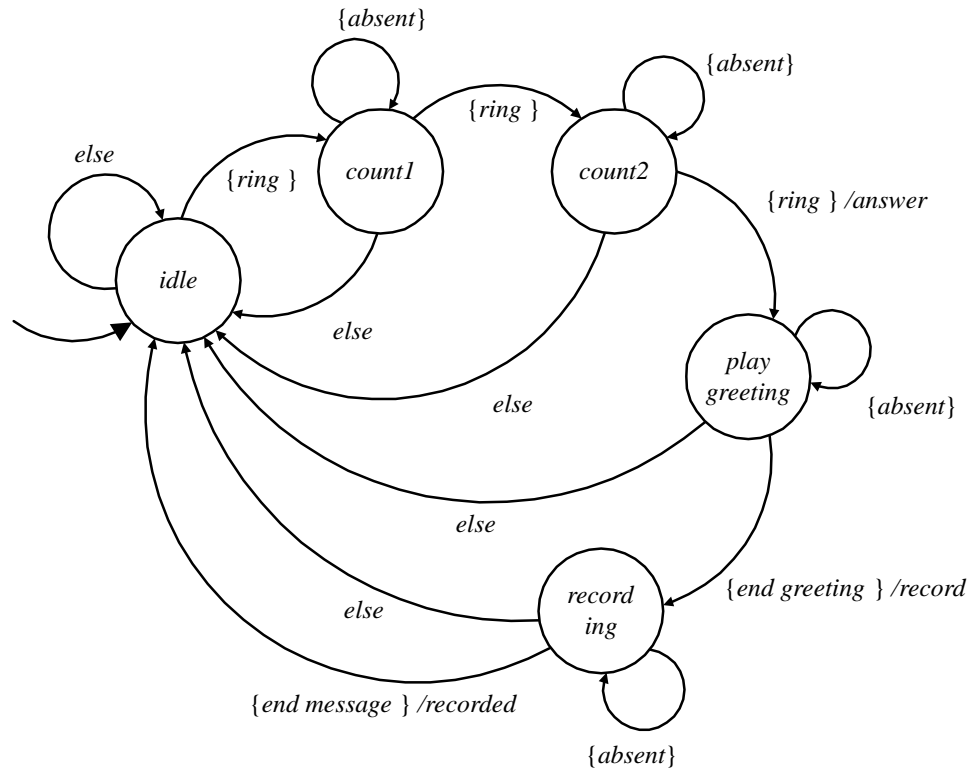 {absent}
{absent}
{ring }
else
count1
count2
{ring }
{ring } /answer
idle
else
play
greeting
else
{absent}
else
{end greeting } /record
record
ing
else
{end message } /recorded
{absent}